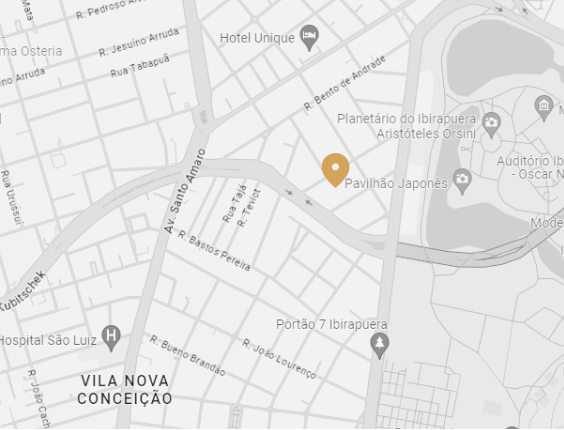 Mata
R. Pedroso A
R. Jesuíno Arruda
Hotel Unique
ma Osteria
ino Arruda
Rua Tabapuã
R. Bento de Andrade
Planetário do Ibirapuera
Aristóteles Orsini
M
Auditório Ib
- Oscar N
Pavilhão Japonês
Rua Urussuí
Av. Santo Amaro
Rua Tajá
R. Teviot
Mode
R. Bastos Pereira
I
Kubitschek
Portão 7 Ibirapuera
Hospital São Luiz
R. Bueno Brandão
R. João Lourenço
VILA NOVA
CONCEIÇÃO
R. João Cach